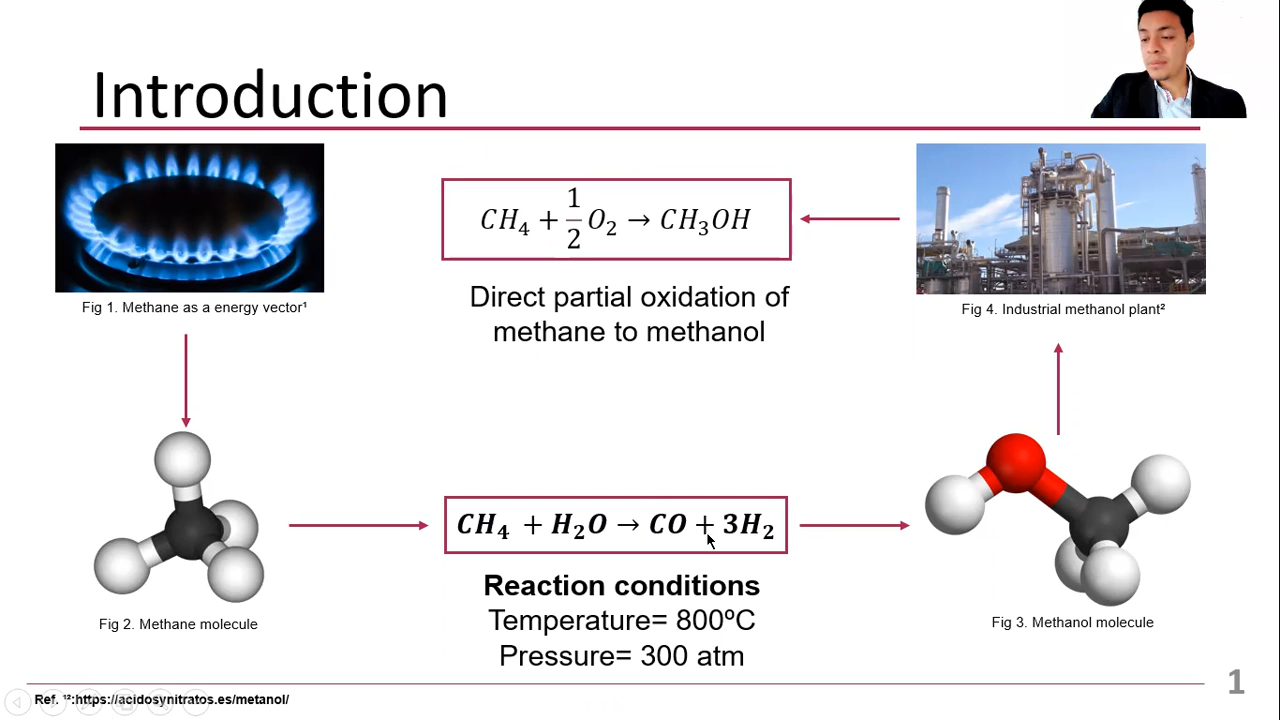 Introduction
Fig 1. Methane as a energy vector¹
CH₄ + 1/2 O₂ → CH₃OH
Direct partial oxidation of
methane to methanol
Fig 4. Industrial methanol plant²
Fig 2. Methane molecule
CH₄ + H₂O → CO + 3H₂
Reaction conditions
Temperature= 800ºC
Pressure= 300 atm
Fig 3. Methanol molecule
Ref. ¹²:https://acidosynitratos.es/metanol/
1